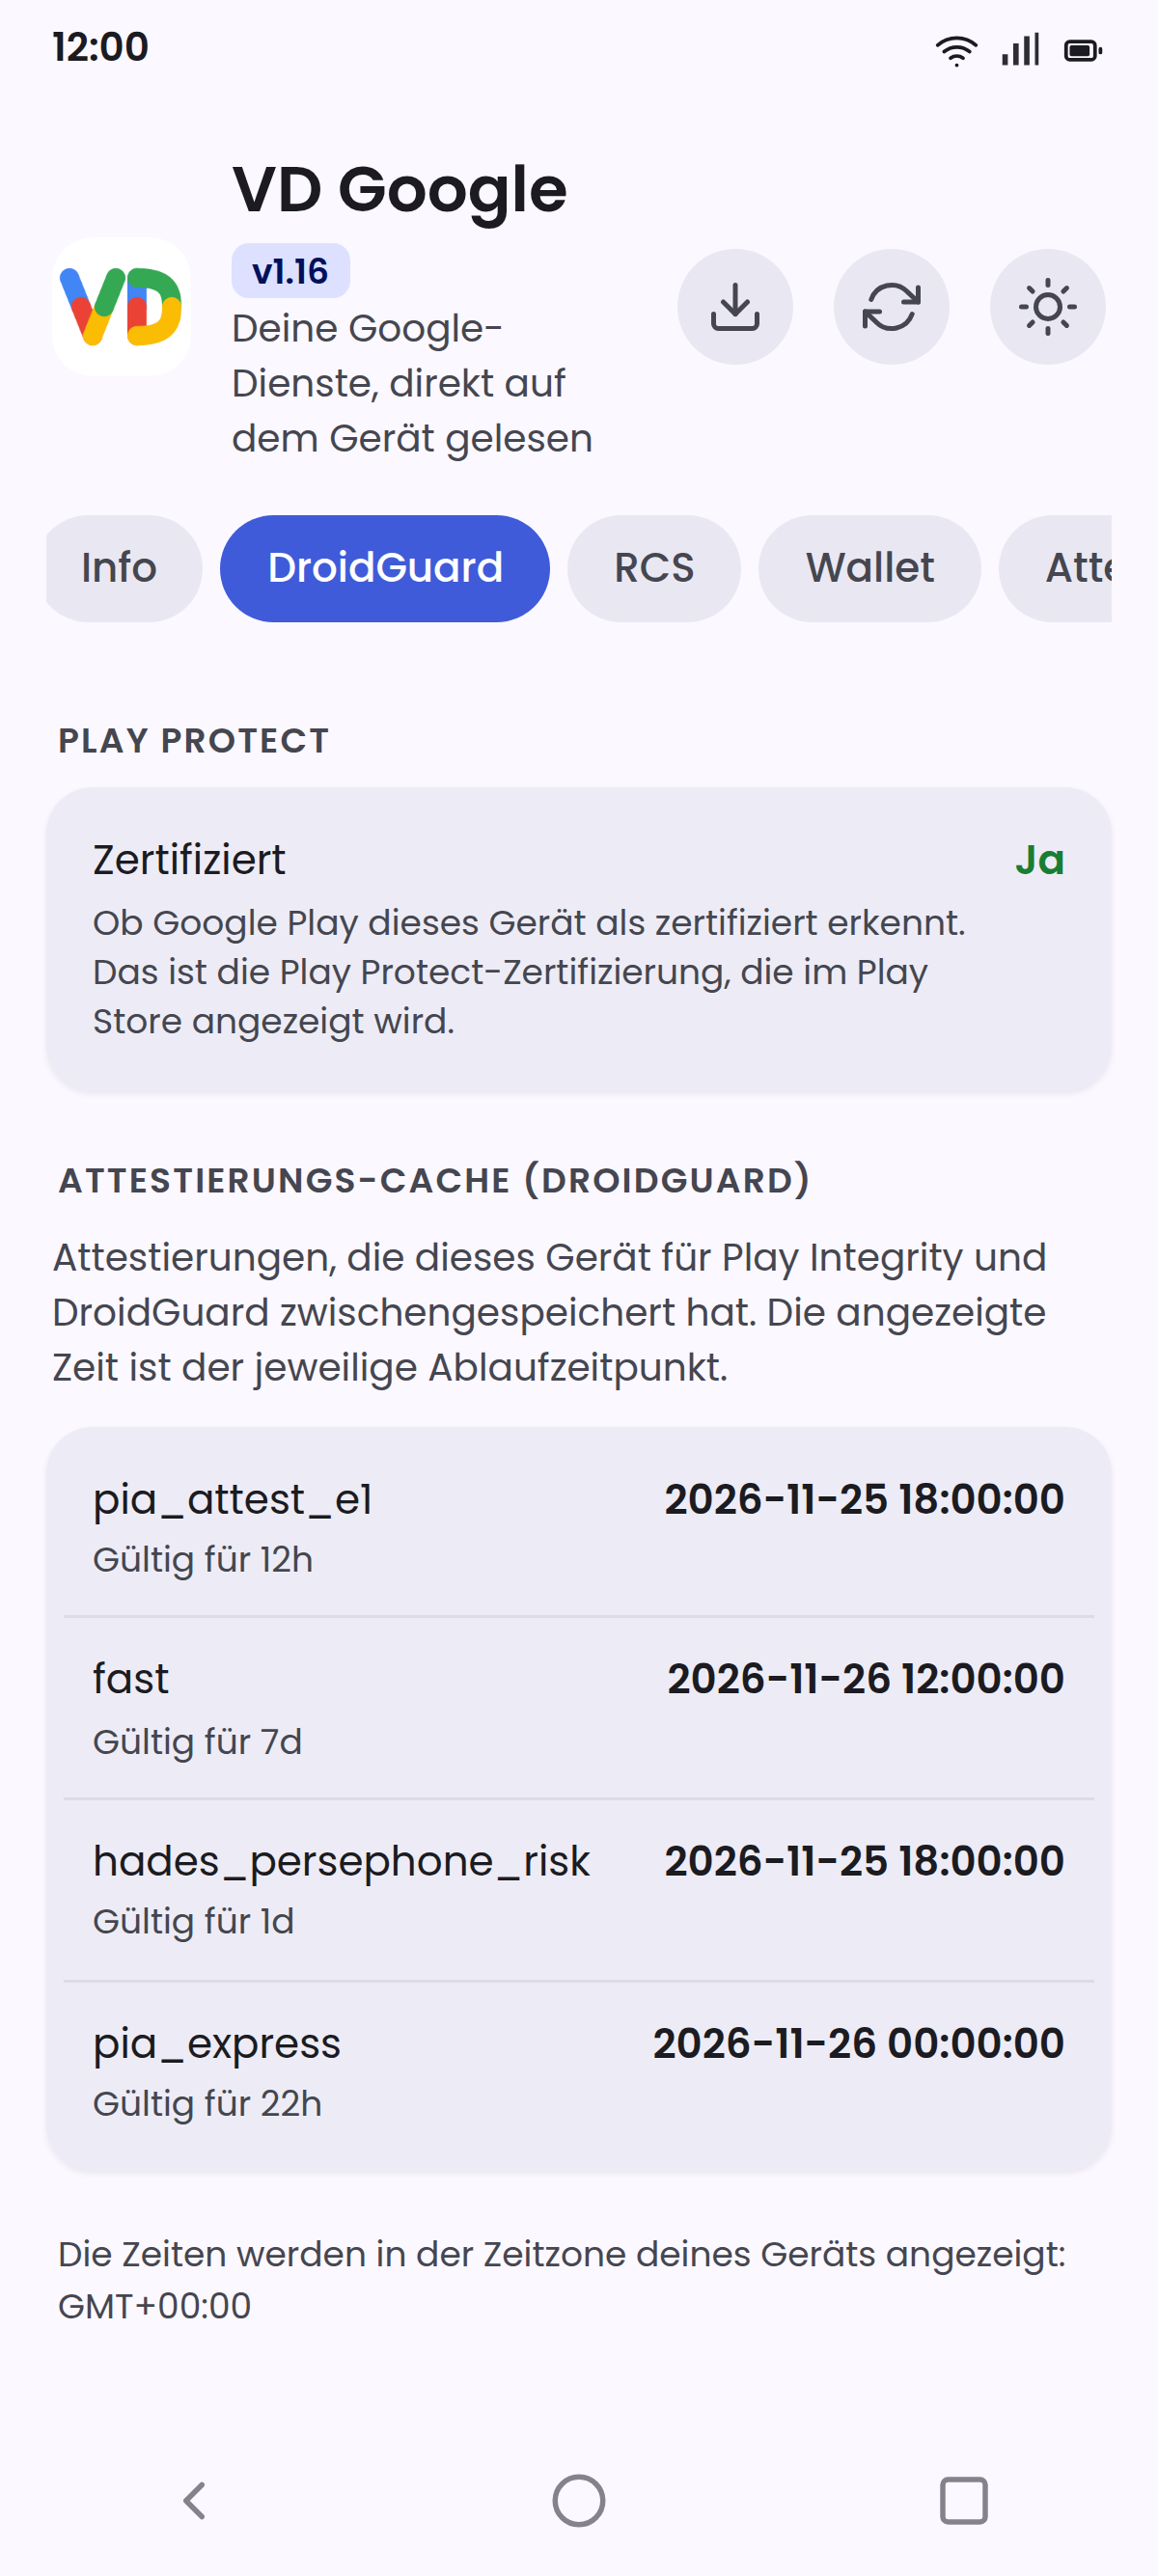 12:00
VD Google
VD
v1.16
Deine Google-
Dienste, direkt auf
dem Gerät gelesen
Info
DroidGuard
RCS
Wallet
Atte
PLAY PROTECT
Zertifiziert
Ja
Ob Google Play dieses Gerät als zertifiziert erkennt.
Das ist die Play Protect-Zertifizierung, die im Play
Store angezeigt wird.
ATTESTIERUNGS-CACHE (DROIDGUARD)
Attestierungen, die dieses Gerät für Play Integrity und
DroidGuard zwischengespeichert hat. Die angezeigte
Zeit ist der jeweilige Ablaufzeitpunkt.
pia_attest_e1
2026-11-25 18:00:00
Gültig für 12h
fast
2026-11-26 12:00:00
Gültig für 7d
hades_persephone_risk
2026-11-25 18:00:00
Gültig für 1d
pia_express
2026-11-26 00:00:00
Gültig für 22h
Die Zeiten werden in der Zeitzone deines Geräts angezeigt:
GMT+00:00